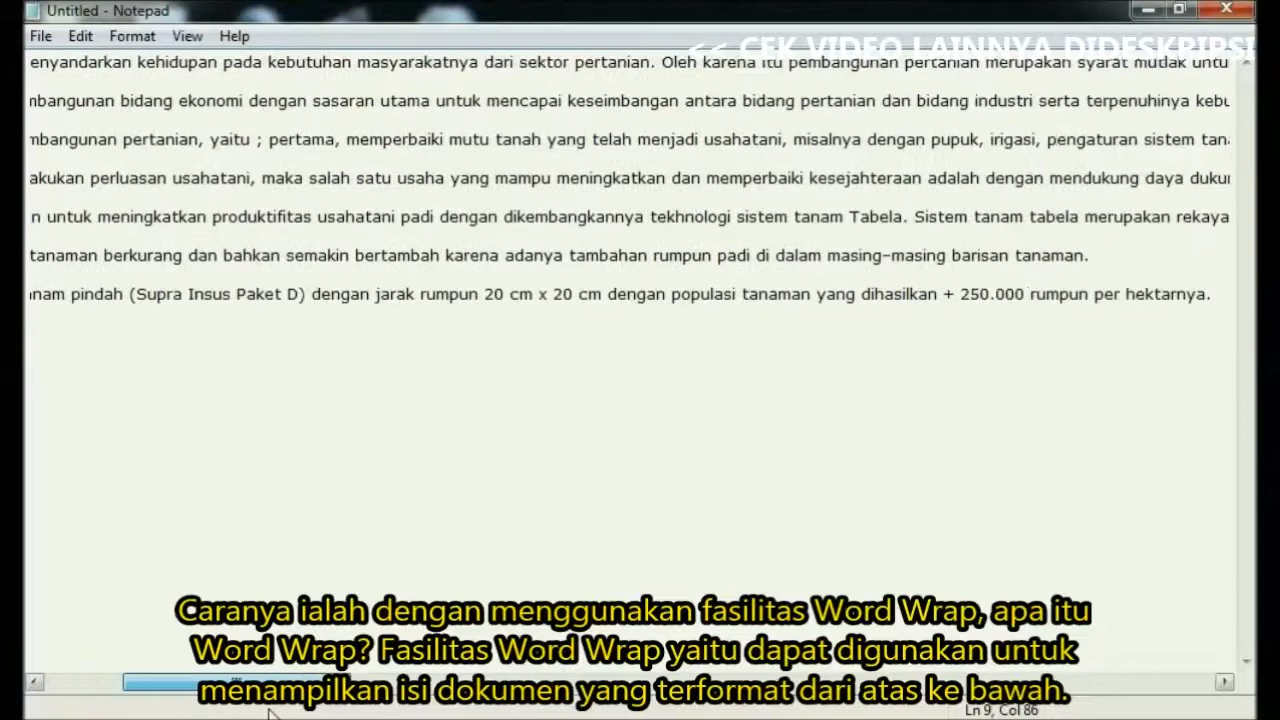 Untitled - Notepad
File Edit Format View Help
<< CEK VIDEO LAINNYA DIDESKRIPSI
enyandarkan kehidupan pada kebutuhan masyarakatnya dari sektor pertanian. Oleh karena itu pembangunan pertanian merupakan syarat mutlak untu
nbangunan bidang ekonomi dengan sasaran utama untuk mencapai keseimbangan antara bidang pertanian dan bidang industri serta terpenuhinya kebu
mbangunan pertanian, yaitu ; pertama, memperbaiki mutu tanah yang telah menjadi usahatani, misalnya dengan pupuk, irigasi, pengaturan sistem tana
akukan perluasan usahatani, maka salah satu usaha yang mampu meningkatkan dan memperbaiki kesejahteraan adalah dengan mendukung daya dukun
n untuk meningkatkan produktifitas usahatani padi dengan dikembangkannya tekhnologi sistem tanam Tabela. Sistem tanam tabela merupakan rekaya
tanaman berkurang dan bahkan semakin bertambah karena adanya tambahan rumpun padi di dalam masing-masing barisan tanaman.
anam pindah (Supra Insus Paket D) dengan jarak rumpun 20 cm x 20 cm dengan populasi tanaman yang dihasilkan + 250.000 rumpun per hektarnya.
Caranya ialah dengan menggunakan fasilitas Word Wrap, apa itu
Word Wrap? Fasilitas Word Wrap yaitu dapat digunakan untuk
menampilkan isi dokumen yang terformat dari atas ke bawah.
Ln 9, Col 86